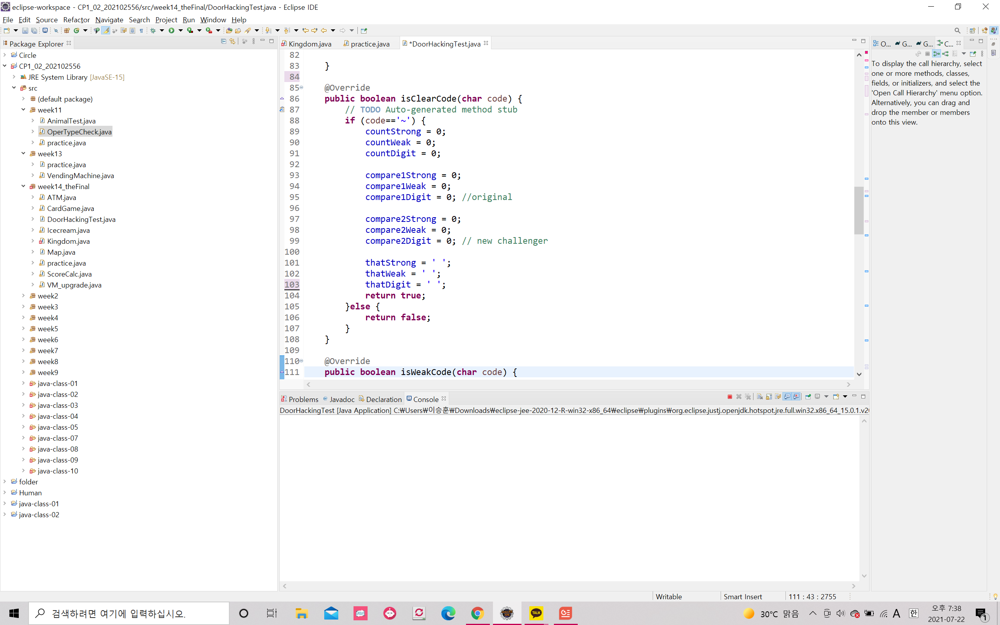 eclipse-workspace - CP1_02_202102556/src/week14_theFinal/DoorHackingTest.java - Eclipse IDE
File Edit Source Refactor Navigate Search Project Run Window Help
Package Explorer
Circle
CP1_02_202102556
JRE System Library [JavaSE-15]
src
(default package)
week11
AnimalTest.java
OperTypeCheck.java
practice.java
week13
practice.java
VendingMachine.java
week14_theFinal
ATM.java
CardGame.java
DoorHackingTest.java
Icecream.java
Kingdom.java
Map.java
practice.java
ScoreCalc.java
VM_upgrade.java
week2
week3
week4
week5
week6
week7
week8
week9
java-class-01
java-class-02
java-class-03
java-class-04
java-class-05
java-class-07
java-class-08
java-class-09
java-class-10
folder
Human
java-class-01
java-class-02
Kingdom.java practice.java *DoorHackingTest.java
82
83 }
84
85 @Override
86 public boolean isClearCode(char code) {
87 // TODO Auto-generated method stub
88 if (code=='~') {
89 countStrong = 0;
90 countWeak = 0;
91 countDigit = 0;
92
93 compare1Strong = 0;
94 compare1Weak = 0;
95 compare1Digit = 0; //original
96
97 compare2Strong = 0;
98 compare2Weak = 0;
99 compare2Digit = 0; // new challenger
100
101 thatStrong = ' ';
102 thatWeak = ' ';
103 thatDigit = ' ';
104 return true;
105 }else {
106 return false;
107 }
108 }
109
110 @Override
111 public boolean isWeakCode(char code) {
Problems Javadoc Declaration Console
DoorHackingTest [Java Application] C:₩Users₩이승훈₩Downloads₩eclipse-jee-2020-12-R-win32-x86_64₩eclipse₩plugins₩org.eclipse.justj.openjdk.hotspot.jre.full.win32.x86_64_15.0.1.v2
O... G... G... C...
To display the call hierarchy, select
one or more methods, classes,
fields, or initializers, and select the
'Open Call Hierarchy' menu option.
Alternatively, you can drag and
drop the member or members
onto this view.
Writable Smart Insert 111 : 43 : 2755
검색하려면 여기에 입력하십시오.
TALK
30°C 맑음
A 한
오후 7:38
2021-07-22
1